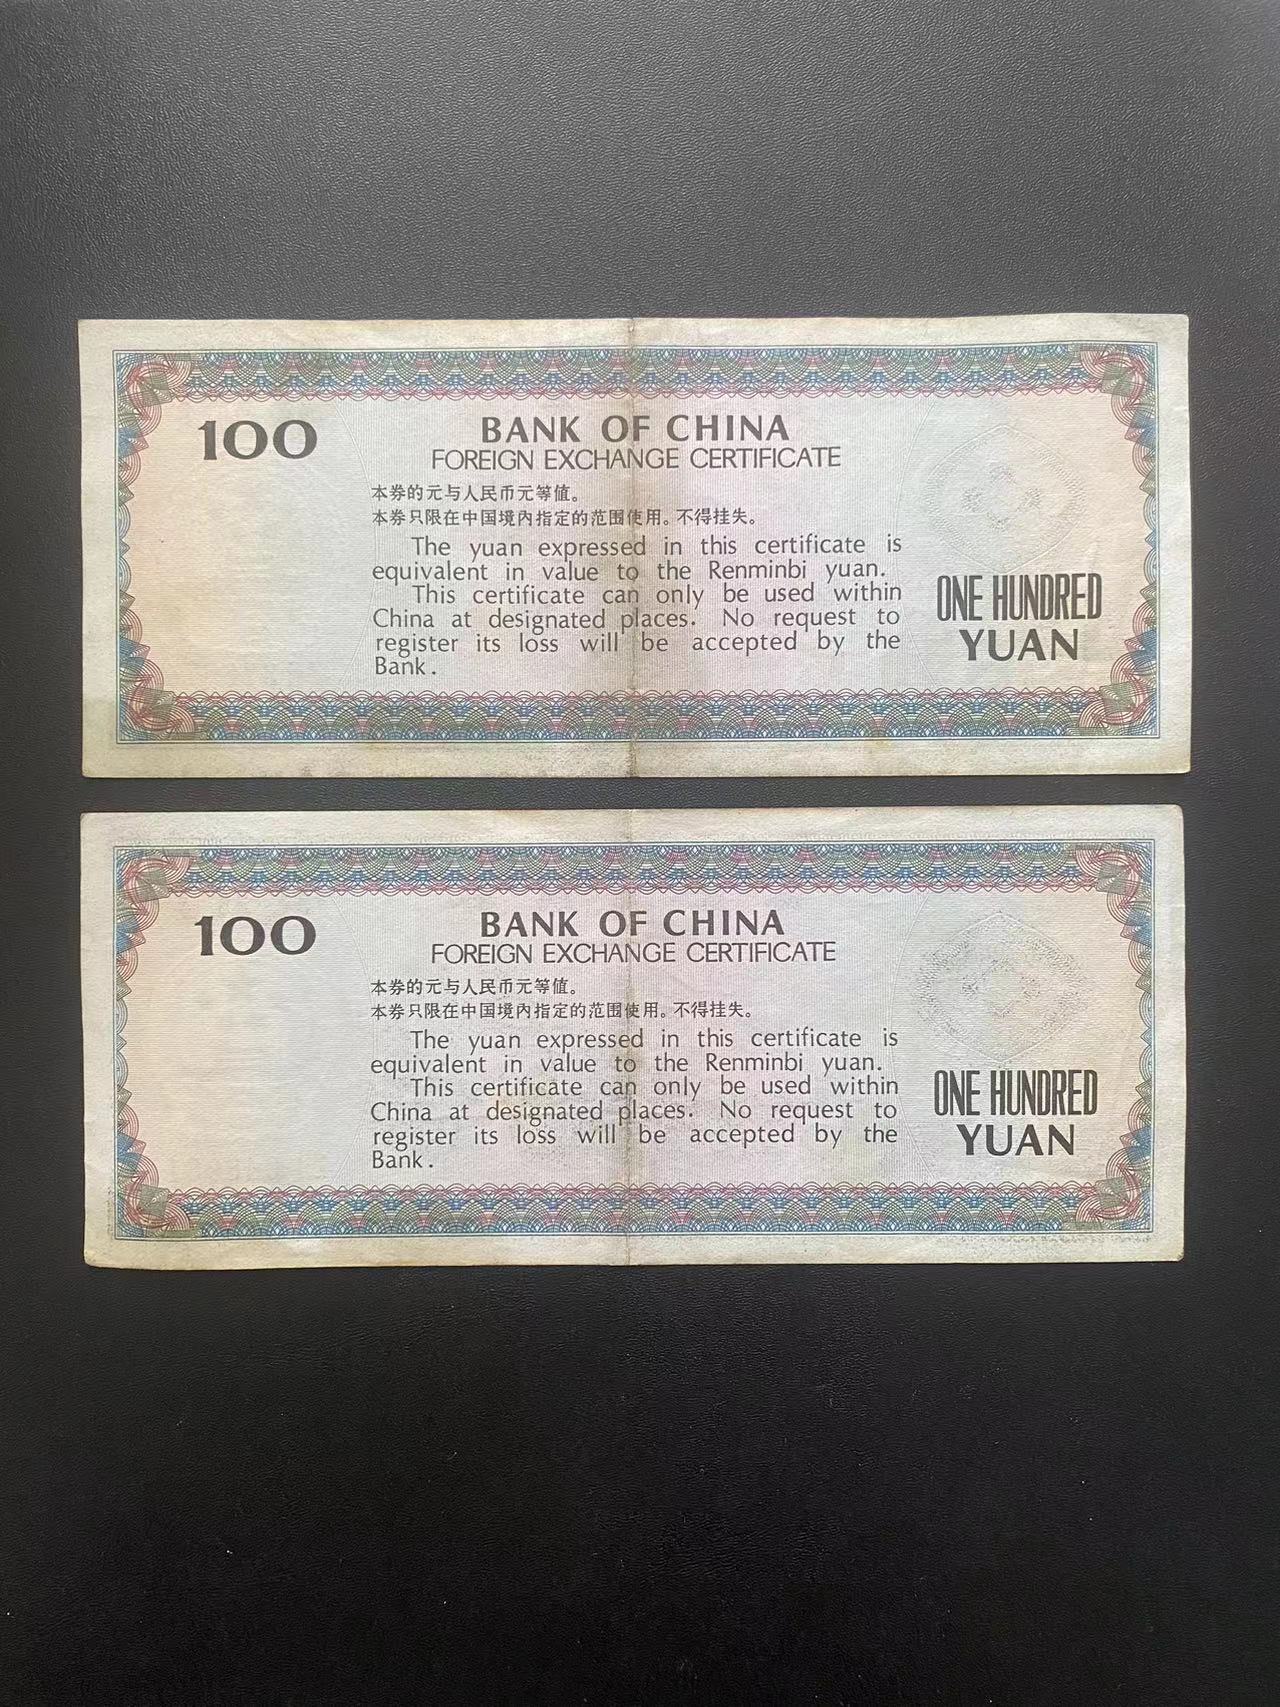 100
BANK OF CHINA
FOREIGN EXCHANGE CERTIFICATE
本券的元与人民币元等值。
本券只限在中国境内指定的范围使用。不得挂失。
The yuan expressed in this certificate is
equivalent in value to the Renminbi yuan.
This certificate can only be used within
China at designated places. No request to
register its loss will be accepted by the
Bank.
ONE HUNDRED
YUAN
100
BANK OF CHINA
FOREIGN EXCHANGE CERTIFICATE
本券的元与人民币元等值。
本券只限在中国境内指定的范围使用。不得挂失。
The yuan expressed in this certificate is
equivalent in value to the Renminbi yuan.
This certificate can only be used within
China at designated places. No request to
register its loss will be accepted by the
Bank.
ONE HUNDRED
YUAN